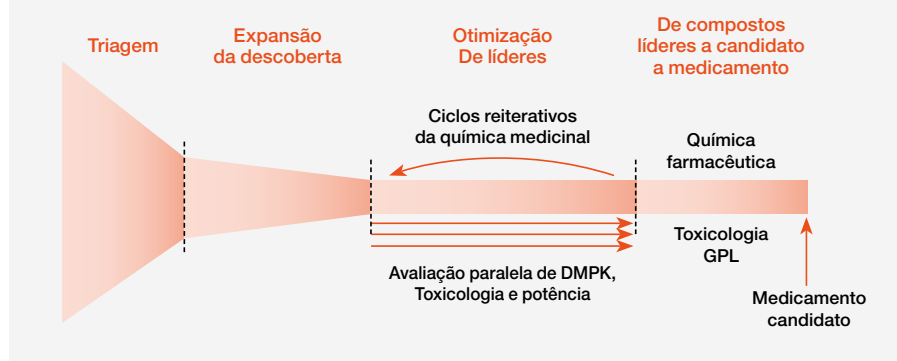 Triagem
Expansão
da descoberta
Otimização
De líderes
De compostos
líderes a candidato
a medicamento
Ciclos reiterativos
da química medicinal
Química
farmacêutica
Avaliação paralela de DMPK,
Toxicologia e potência
Toxicologia
GPL
Medicamento
candidato